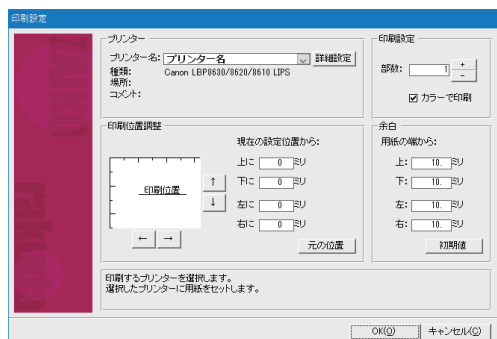 印刷設定
プリンター
プリンター名: プリンター名 詳細設定
種類: Canon LBP8630/8620/8610 LIPS
場所:
コメント:
印刷設定
部数: 1 + -
カラーで印刷
印刷位置調整
現在の設定位置から:
印刷位置
↑
↓
← →
上に 0 ミリ
下に 0 ミリ
左に 0 ミリ
右に 0 ミリ
元の位置
余白
用紙の端から:
上: 10. ミリ
下: 10. ミリ
左: 10. ミリ
右: 10. ミリ
初期値
印刷するプリンターを選択します。
選択したプリンターに用紙をセットします。
OK(O) キャンセル(C)